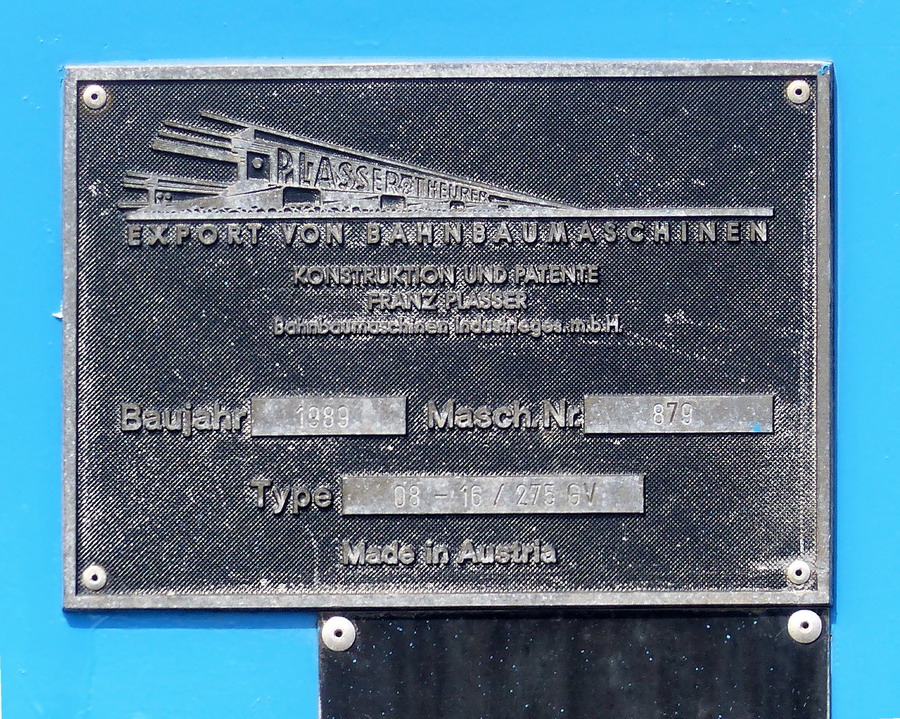 PLASSER & THEURER
EXPORT VON BAHNBAUMASCHINEN
KONSTRUKTION UND PATENTE
FRANZ PLASSER
Bahnbaumaschinen Industrieges. m.b.H.
Baujahr 1989 Masch.Nr. 879
Type 08 - 16 / 275 GV
Made in Austria